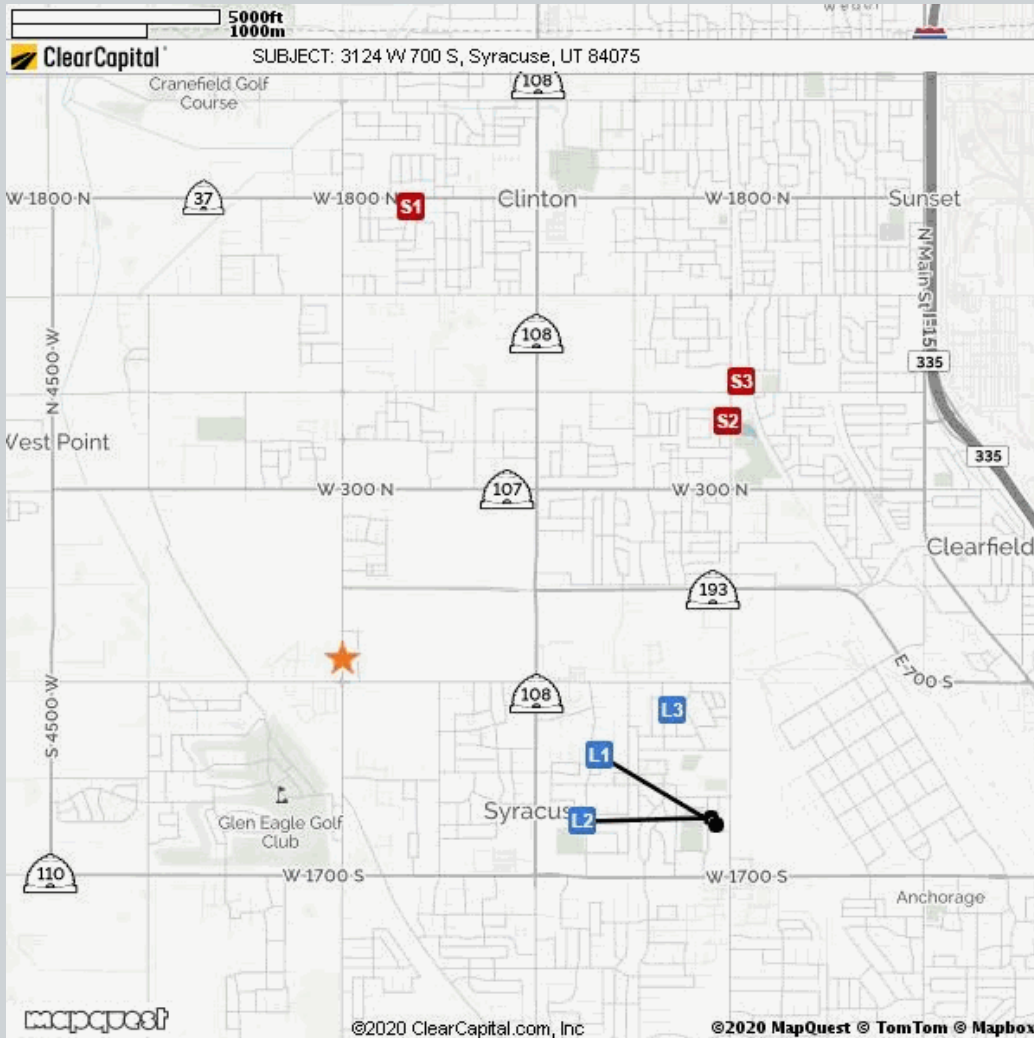 5000ft
1000m
ClearCapital
SUBJECT: 3124 W 700 S, Syracuse, UT 84075
Cranefield Golf
Course
108
W 1800 N
37
W 1800 N
S1
Clinton
W 1800 N
Sunset
N Main St
I-15
108
335
N 4500 W
S3
S2
West Point
335
W 300 N
107
W 300 N
Clearfield
193
E 700 S
S 4500 W
108
L3
L1
Glen Eagle Golf
Club
Syracus
L2
110
W 1700 S
W 1700 S
Anchorage
mapquest
©2020 ClearCapital.com, Inc
©2020 MapQuest © TomTom © Mapbox